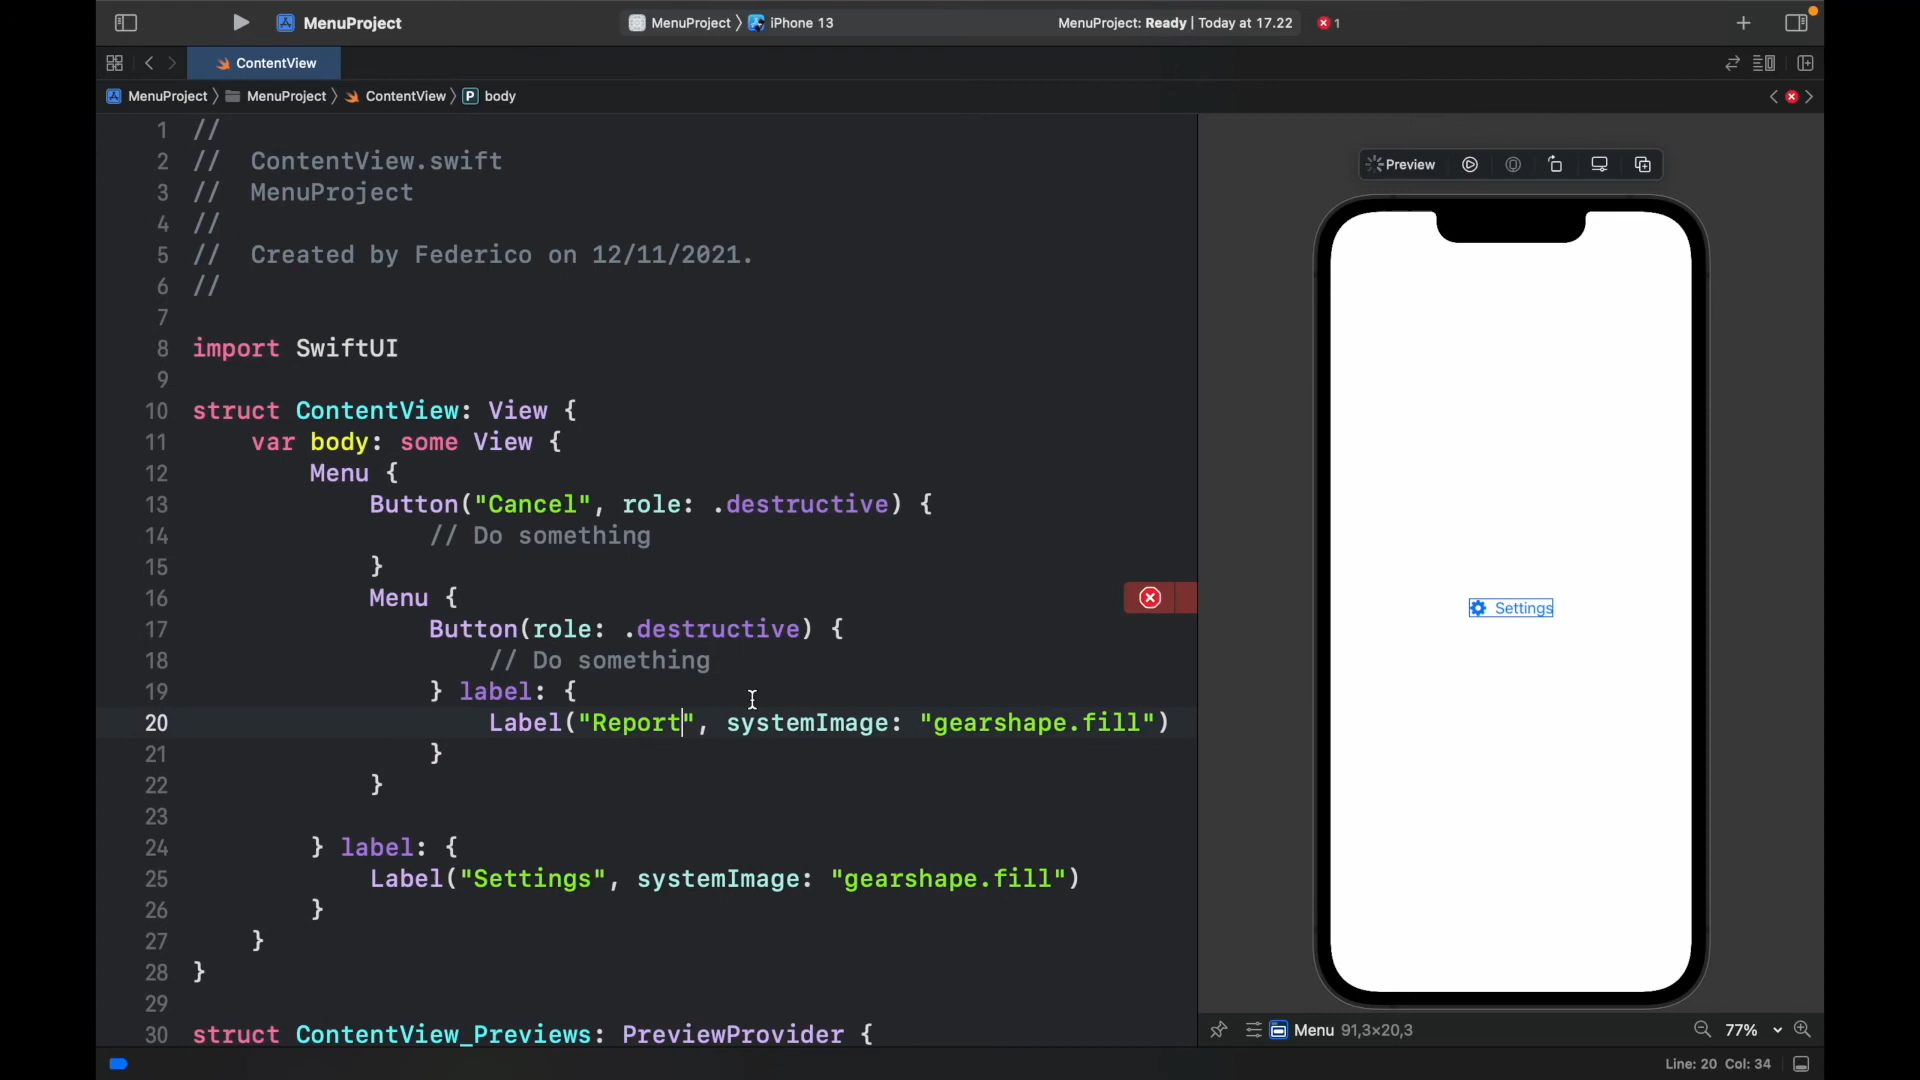 MenuProject
MenuProject 〉 iPhone 13
MenuProject: Ready | Today at 17.22
1
ContentView
MenuProject 〉 MenuProject 〉 ContentView 〉 P body
1 //
2 //  ContentView.swift
3 //  MenuProject
4 //
5 //  Created by Federico on 12/11/2021.
6 //
7
8 import SwiftUI
9
10 struct ContentView: View {
11     var body: some View {
12         Menu {
13             Button("Cancel", role: .destructive) {
14                 // Do something
15             }
16             Menu {
17                 Button(role: .destructive) {
18                     // Do something
19                 } label: {
20                     Label("Report", systemImage: "gearshape.fill")
21                 }
22             }
23
24         } label: {
25             Label("Settings", systemImage: "gearshape.fill")
26         }
27     }
28 }
29
30 struct ContentView_Previews: PreviewProvider {
Preview
Settings
Menu 91,3×20,3
77%
Line: 20 Col: 34